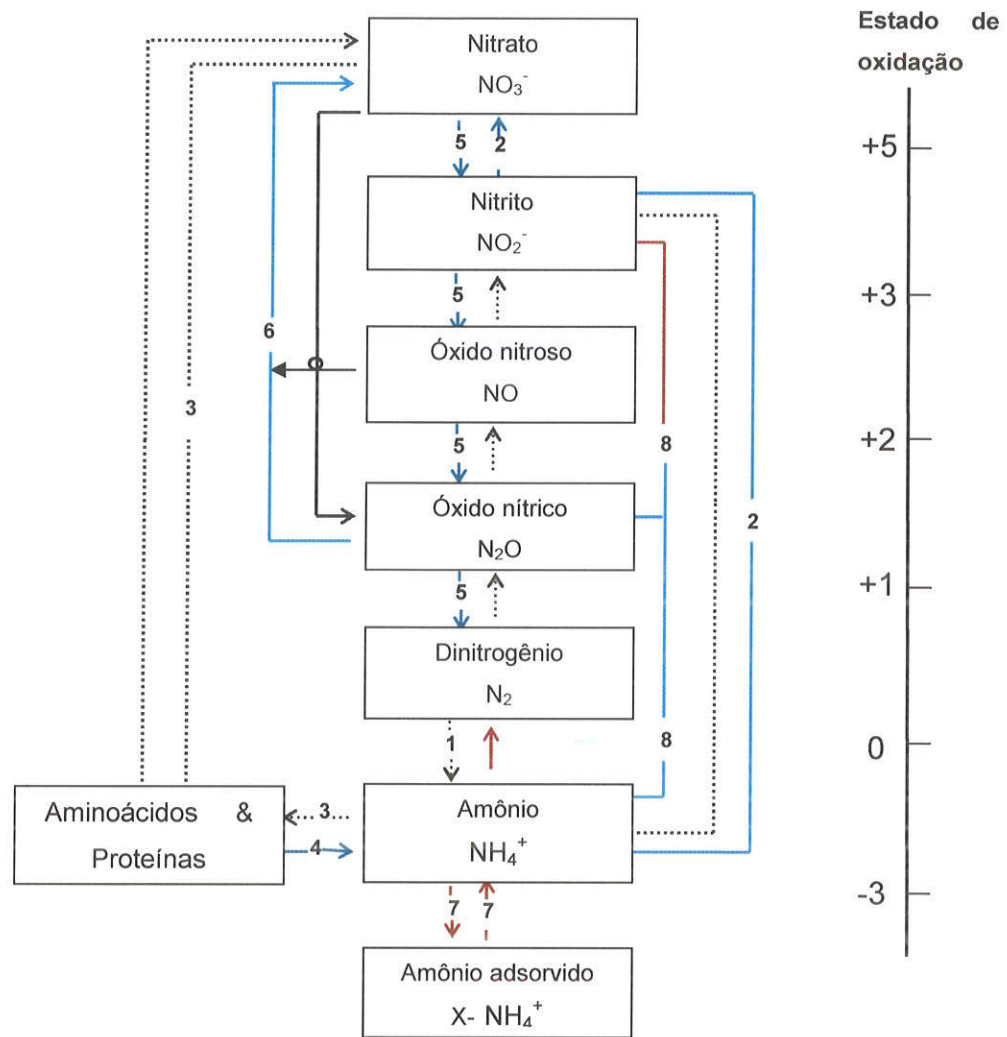 Estado de
oxidação
Nitrato
NO₃⁻
+5
5 2
Nitrito
NO₂⁻
5
+3
6
Óxido nitroso
NO
3
5
8
+2
Óxido nítrico
N₂O
2
5
+1
Dinitrogênio
N₂
1
8
0
Aminoácidos &
Proteínas
3
4
Amônio
NH₄⁺
-3
7 7
Amônio adsorvido
X- NH₄⁺